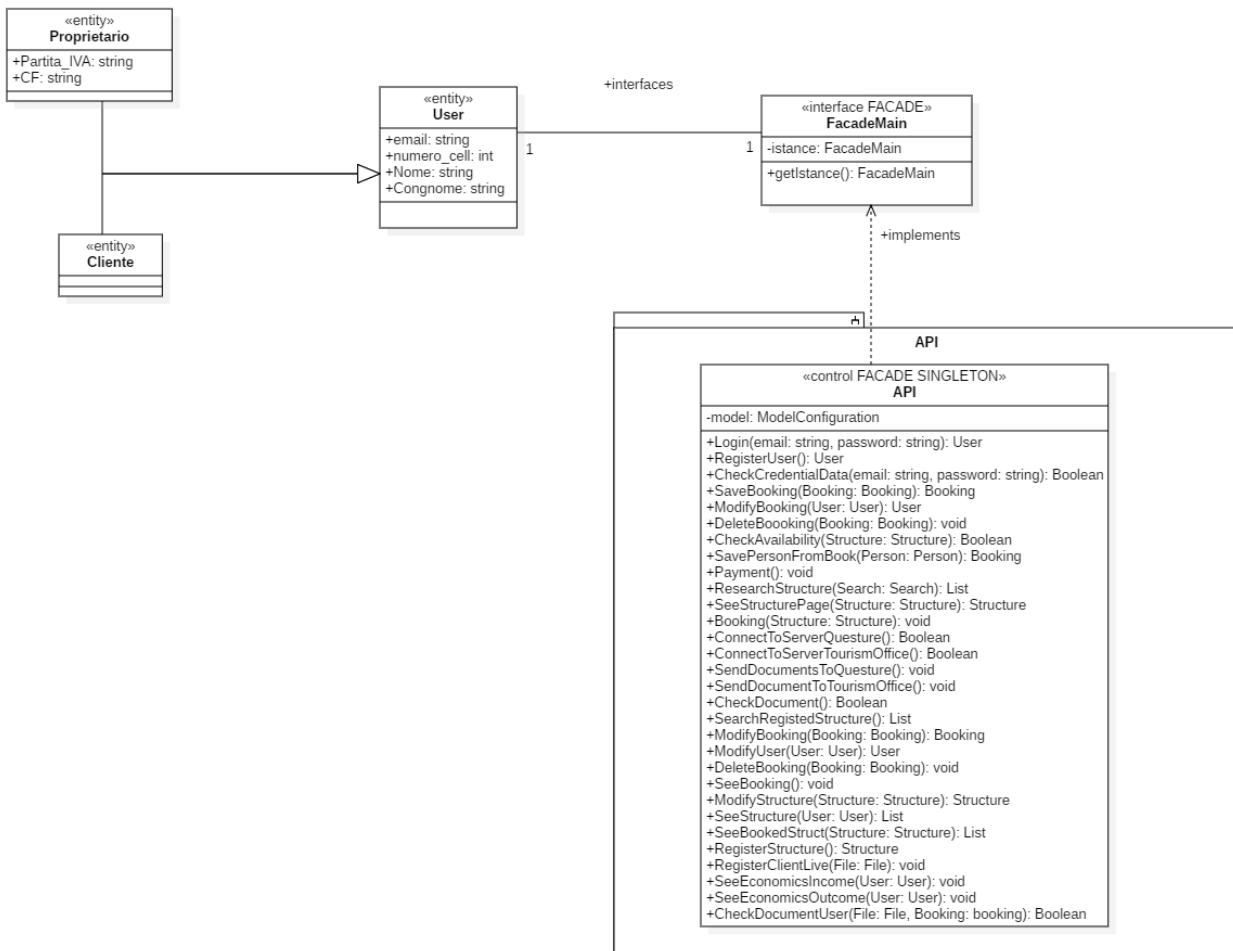 «entity»
Proprietario
+Partita_IVA: string
+CF: string
«entity»
User
+email: string
+numero_cell: int
+Nome: string
+Congnome: string
+interfaces
1
1
«interface FACADE»
FacadeMain
-istance: FacadeMain
+getIstance(): FacadeMain
«entity»
Cliente
+implements
API
«control FACADE SINGLETON»
API
-model: ModelConfiguration
+Login(email: string, password: string): User
+RegisterUser(): User
+CheckCredentialData(email: string, password: string): Boolean
+SaveBooking(Booking: Booking): Booking
+ModifyBooking(User: User): User
+DeleteBoooking(Booking: Booking): void
+CheckAvailability(Structure: Structure): Boolean
+SavePersonFromBook(Person: Person): Booking
+Payment(): void
+ResearchStructure(Search: Search): List
+SeeStructurePage(Structure: Structure): Structure
+Booking(Structure: Structure): void
+ConnectToServerQuesture(): Boolean
+ConnectToServerTourismOffice(): Boolean
+SendDocumentsToQuesture(): void
+SendDocumentToTourismOffice(): void
+CheckDocument(): Boolean
+SearchRegistedStructure(): List
+ModifyBooking(Booking: Booking): Booking
+ModifyUser(User: User): User
+DeleteBooking(Booking: Booking): void
+SeeBooking(): void
+ModifyStructure(Structure: Structure): Structure
+SeeStructure(User: User): List
+SeeBookedStruct(Structure: Structure): List
+RegisterStructure(): Structure
+RegisterClientLive(File: File): void
+SeeEconomicsIncome(User: User): void
+SeeEconomicsOutcome(User: User): void
+CheckDocumentUser(File: File, Booking: booking): Boolean